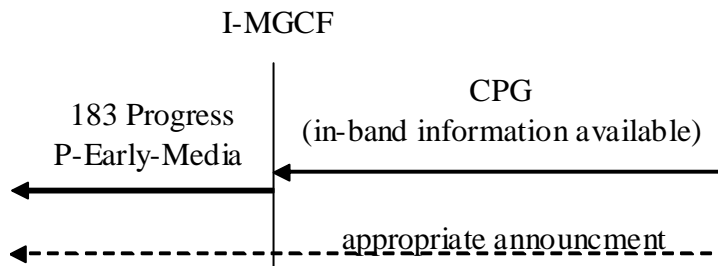 I-MGCF
183 Progress
P-Early-Media
CPG
(in-band information available)
appropriate announcment